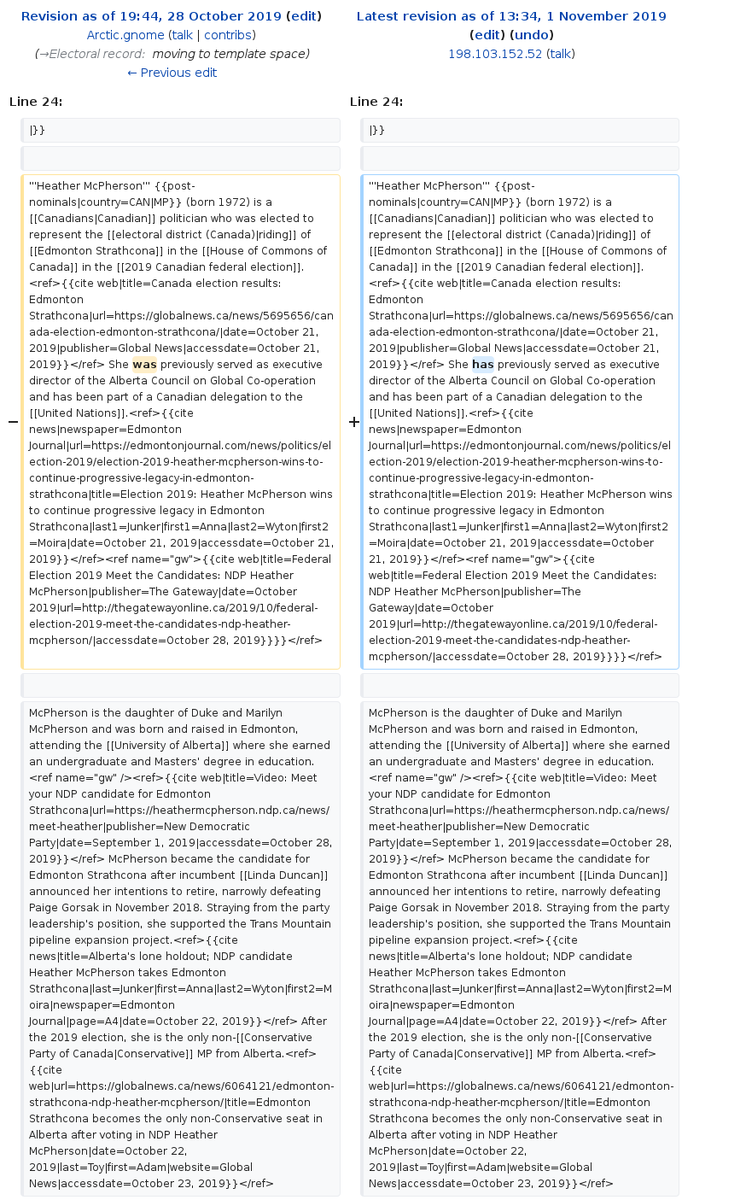 Revision as of 19:44, 28 October 2019 (edit)
Arctic.gnome (talk | contribs)
(→Electoral record: moving to template space)
← Previous edit
Latest revision as of 13:34, 1 November 2019
(edit) (undo)
198.103.152.52 (talk)
Line 24:
Line 24:
|}}
|}}
−
'''Heather McPherson''' {{post-
nominals|country=CAN|MP}} (born 1972) is a
[[Canadians|Canadian]] politician who was elected to
represent the [[electoral district (Canada)|riding]] of
[[Edmonton Strathcona]] in the [[House of Commons of
Canada]] in the [[2019 Canadian federal election]].
<ref>{{cite web|title=Canada election results:
Edmonton
Strathcona|url=https://globalnews.ca/news/5695656/can
ada-election-edmonton-strathcona/|date=October 21,
2019|publisher=Global News|accessdate=October 21,
2019}}</ref> She was previously served as executive
director of the Alberta Council on Global Co-operation
and has been part of a Canadian delegation to the
[[United Nations]].<ref>{{cite
news|newspaper=Edmonton
Journal|url=https://edmontonjournal.com/news/politics/el
ection-2019/election-2019-heather-mcpherson-wins-to-
continue-progressive-legacy-in-edmonton-
strathcona|title=Election 2019: Heather McPherson wins
to continue progressive legacy in Edmonton
Strathcona|last1=Junker|first1=Anna|last2=Wyton|first2
=Moira|date=October 21, 2019|accessdate=October 21,
2019}}</ref><ref name="gw">{{cite web|title=Federal
Election 2019 Meet the Candidates: NDP Heather
McPherson|publisher=The Gateway|date=October
2019|url=http://thegatewayonline.ca/2019/10/federal-
election-2019-meet-the-candidates-ndp-heather-
mcpherson/|accessdate=October 28, 2019}}}}</ref>
+
'''Heather McPherson''' {{post-
nominals|country=CAN|MP}} (born 1972) is a
[[Canadians|Canadian]] politician who was elected to
represent the [[electoral district (Canada)|riding]] of
[[Edmonton Strathcona]] in the [[House of Commons of
Canada]] in the [[2019 Canadian federal election]].
<ref>{{cite web|title=Canada election results:
Edmonton
Strathcona|url=https://globalnews.ca/news/5695656/can
ada-election-edmonton-strathcona/|date=October 21,
2019|publisher=Global News|accessdate=October 21,
2019}}</ref> She has previously served as executive
director of the Alberta Council on Global Co-operation
and has been part of a Canadian delegation to the
[[United Nations]].<ref>{{cite
news|newspaper=Edmonton
Journal|url=https://edmontonjournal.com/news/politics/el
ection-2019/election-2019-heather-mcpherson-wins-to-
continue-progressive-legacy-in-edmonton-
strathcona|title=Election 2019: Heather McPherson wins
to continue progressive legacy in Edmonton
Strathcona|last1=Junker|first1=Anna|last2=Wyton|first2
=Moira|date=October 21, 2019|accessdate=October
21, 2019}}</ref><ref name="gw">{{cite
web|title=Federal Election 2019 Meet the Candidates:
NDP Heather McPherson|publisher=The
Gateway|date=October
2019|url=http://thegatewayonline.ca/2019/10/federal-
election-2019-meet-the-candidates-ndp-heather-
mcpherson/|accessdate=October 28, 2019}}}}</ref>
McPherson is the daughter of Duke and Marilyn
McPherson and was born and raised in Edmonton,
attending the [[University of Alberta]] where she earned
an undergraduate and Masters' degree in education.
<ref name="gw" /><ref>{{cite web|title=Video: Meet
your NDP candidate for Edmonton
Strathcona|url=https://heathermcpherson.ndp.ca/news/
meet-heather|publisher=New Democratic
Party|date=September 1, 2019|accessdate=October 28,
2019}}</ref> McPherson became the candidate for
Edmonton Strathcona after incumbent [[Linda Duncan]]
announced her intentions to retire, narrowly defeating
Paige Gorsak in November 2018. Straying from the party
leadership's position, she supported the Trans Mountain
pipeline expansion project.<ref>{{cite
news|title=Alberta's lone holdout; NDP candidate
Heather McPherson takes Edmonton
Strathcona|last=Junker|first=Anna|last2=Wyton|first2=M
oira|newspaper=Edmonton
Journal|page=A4|date=October 22, 2019}}</ref> After
the 2019 election, she is the only non-[[Conservative
Party of Canada|Conservative]] MP from Alberta.<ref>
{{cite
web|url=https://globalnews.ca/news/6064121/edmonton-
strathcona-ndp-heather-mcpherson/|title=Edmonton
Strathcona becomes the only non-Conservative seat in
Alberta after voting in NDP Heather
McPherson|date=October 22,
2019|last=Toy|first=Adam|website=Global
News|accessdate=October 23, 2019}}</ref>
McPherson is the daughter of Duke and Marilyn
McPherson and was born and raised in Edmonton,
attending the [[University of Alberta]] where she earned
an undergraduate and Masters' degree in education.
<ref name="gw" /><ref>{{cite web|title=Video: Meet
your NDP candidate for Edmonton
Strathcona|url=https://heathermcpherson.ndp.ca/news/
meet-heather|publisher=New Democratic
Party|date=September 1, 2019|accessdate=October 28,
2019}}</ref> McPherson became the candidate for
Edmonton Strathcona after incumbent [[Linda Duncan]]
announced her intentions to retire, narrowly defeating
Paige Gorsak in November 2018. Straying from the party
leadership's position, she supported the Trans Mountain
pipeline expansion project.<ref>{{cite
news|title=Alberta's lone holdout; NDP candidate
Heather McPherson takes Edmonton
Strathcona|last=Junker|first=Anna|last2=Wyton|first2=M
oira|newspaper=Edmonton
Journal|page=A4|date=October 22, 2019}}</ref> After
the 2019 election, she is the only non-[[Conservative
Party of Canada|Conservative]] MP from Alberta.<ref>
{{cite
web|url=https://globalnews.ca/news/6064121/edmonton-
strathcona-ndp-heather-mcpherson/|title=Edmonton
Strathcona becomes the only non-Conservative seat in
Alberta after voting in NDP Heather
McPherson|date=October 22,
2019|last=Toy|first=Adam|website=Global
News|accessdate=October 23, 2019}}</ref>